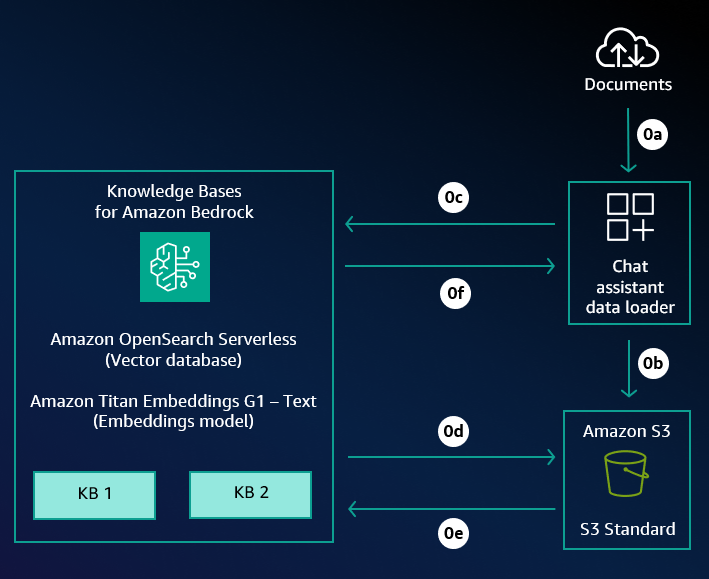 Documents
0a
Knowledge Bases
for Amazon Bedrock
0c
0f
Chat
assistant
data loader
Amazon OpenSearch Serverless
(Vector database)
0b
Amazon Titan Embeddings G1 – Text
(Embeddings model)
0d
Amazon S3
KB 1
KB 2
S3 Standard
0e